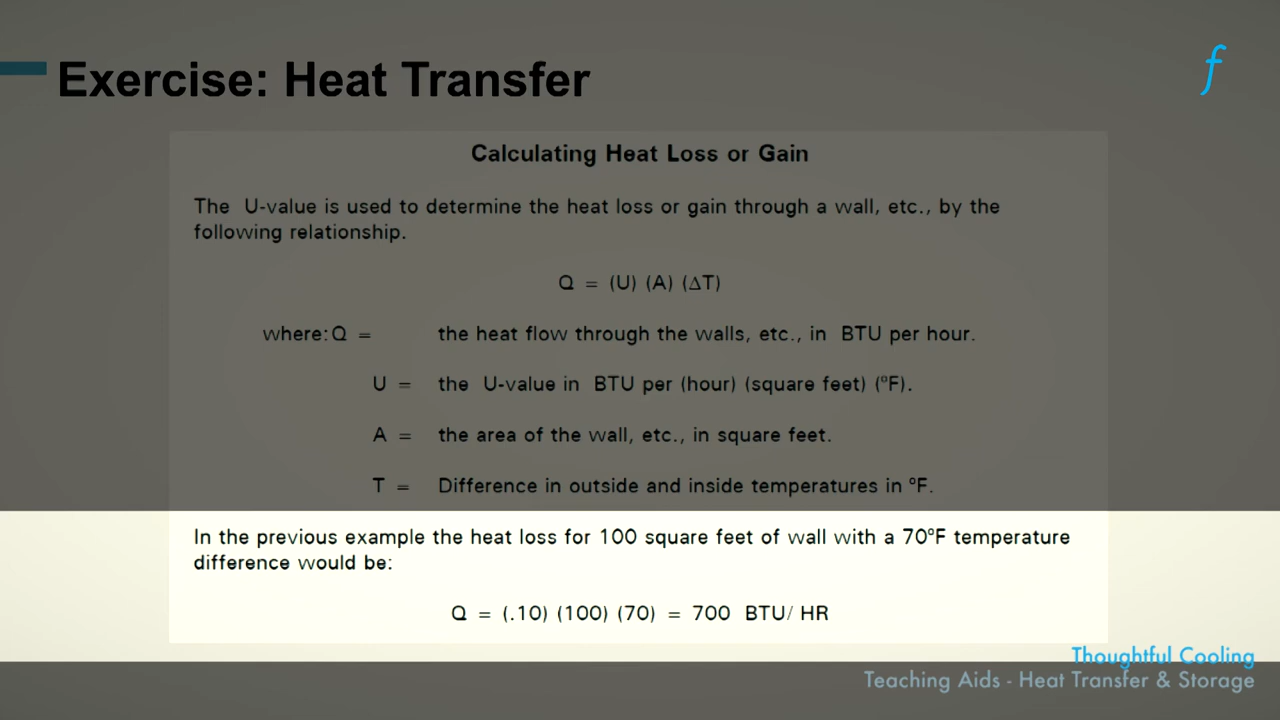 Exercise: Heat Transfer
f
Calculating Heat Loss or Gain
The U-value is used to determine the heat loss or gain through a wall, etc., by the
following relationship.
Q = (U) (A) (ΔT)
where: Q = the heat flow through the walls, etc., in BTU per hour.
U = the U-value in BTU per (hour) (square feet) (ºF).
A = the area of the wall, etc., in square feet.
T = Difference in outside and inside temperatures in ºF.
In the previous example the heat loss for 100 square feet of wall with a 70ºF temperature
difference would be:
Q = (.10) (100) (70) = 700 BTU/ HR
Thoughtful Cooling
Teaching Aids - Heat Transfer & Storage